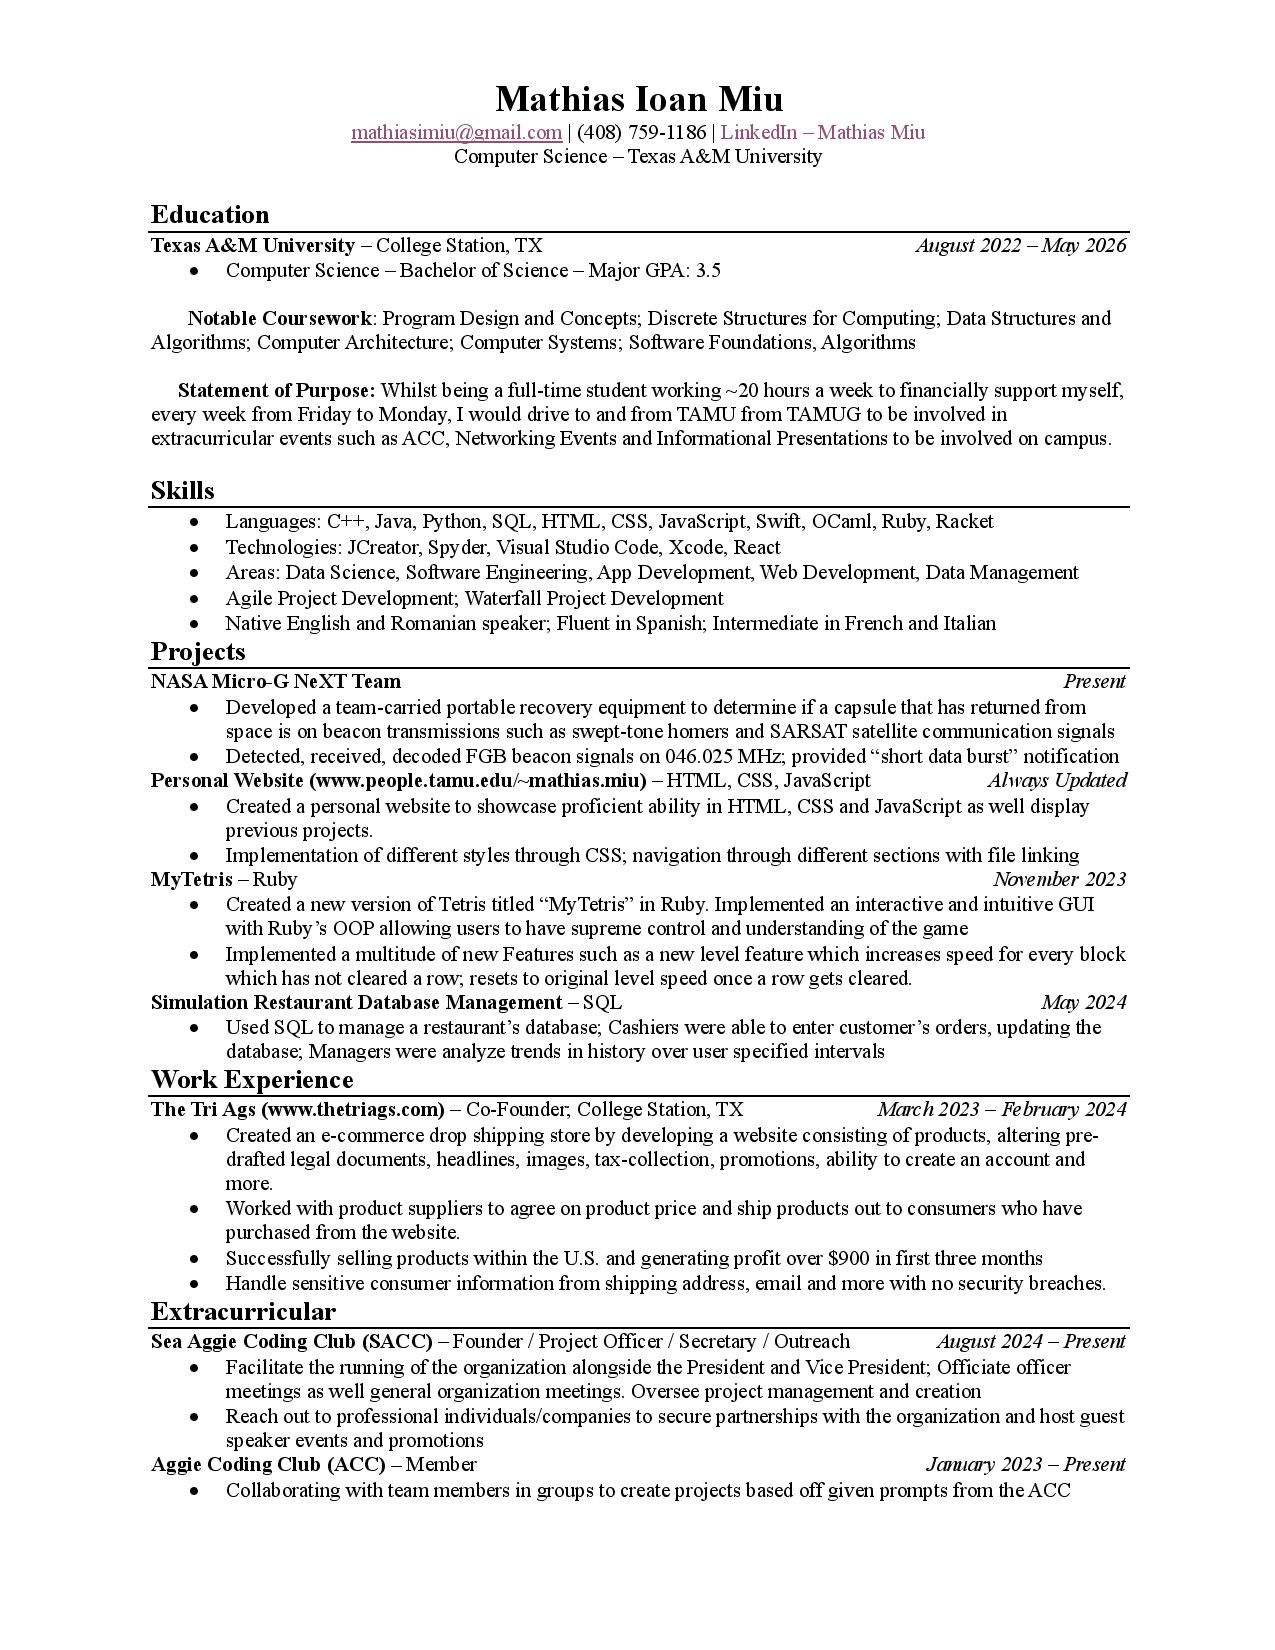 Mathias Ioan Miu
mathiasimiu@gmail.com | (408) 759-1186 | LinkedIn – Mathias Miu
Computer Science – Texas A&M University
Education
Texas A&M University – College Station, TX August 2022 – May 2026
● Computer Science – Bachelor of Science – Major GPA: 3.5
Notable Coursework: Program Design and Concepts; Discrete Structures for Computing; Data Structures and
Algorithms; Computer Architecture; Computer Systems; Software Foundations, Algorithms
Statement of Purpose: Whilst being a full-time student working ~20 hours a week to financially support myself,
every week from Friday to Monday, I would drive to and from TAMU from TAMUG to be involved in
extracurricular events such as ACC, Networking Events and Informational Presentations to be involved on campus.
Skills
● Languages: C++, Java, Python, SQL, HTML, CSS, JavaScript, Swift, OCaml, Ruby, Racket
● Technologies: JCreator, Spyder, Visual Studio Code, Xcode, React
● Areas: Data Science, Software Engineering, App Development, Web Development, Data Management
● Agile Project Development; Waterfall Project Development
● Native English and Romanian speaker; Fluent in Spanish; Intermediate in French and Italian
Projects
NASA Micro-G NeXT Team Present
● Developed a team-carried portable recovery equipment to determine if a capsule that has returned from
space is on beacon transmissions such as swept-tone homers and SARSAT satellite communication signals
● Detected, received, decoded FGB beacon signals on 046.025 MHz; provided “short data burst” notification
Personal Website (www.people.tamu.edu/~mathias.miu) – HTML, CSS, JavaScript Always Updated
● Created a personal website to showcase proficient ability in HTML, CSS and JavaScript as well display
previous projects.
● Implementation of different styles through CSS; navigation through different sections with file linking
MyTetris – Ruby November 2023
● Created a new version of Tetris titled “MyTetris” in Ruby. Implemented an interactive and intuitive GUI
with Ruby’s OOP allowing users to have supreme control and understanding of the game
● Implemented a multitude of new Features such as a new level feature which increases speed for every block
which has not cleared a row; resets to original level speed once a row gets cleared.
Simulation Restaurant Database Management – SQL May 2024
● Used SQL to manage a restaurant’s database; Cashiers were able to enter customer’s orders, updating the
database; Managers were analyze trends in history over user specified intervals
Work Experience
The Tri Ags (www.thetriags.com) – Co-Founder; College Station, TX March 2023 – February 2024
● Created an e-commerce drop shipping store by developing a website consisting of products, altering pre-
drafted legal documents, headlines, images, tax-collection, promotions, ability to create an account and
more.
● Worked with product suppliers to agree on product price and ship products out to consumers who have
purchased from the website.
● Successfully selling products within the U.S. and generating profit over $900 in first three months
● Handle sensitive consumer information from shipping address, email and more with no security breaches.
Extracurricular
Sea Aggie Coding Club (SACC) – Founder / Project Officer / Secretary / Outreach August 2024 – Present
● Facilitate the running of the organization alongside the President and Vice President; Officiate officer
meetings as well general organization meetings. Oversee project management and creation
● Reach out to professional individuals/companies to secure partnerships with the organization and host guest
speaker events and promotions
Aggie Coding Club (ACC) – Member January 2023 – Present
● Collaborating with team members in groups to create projects based off given prompts from the ACC